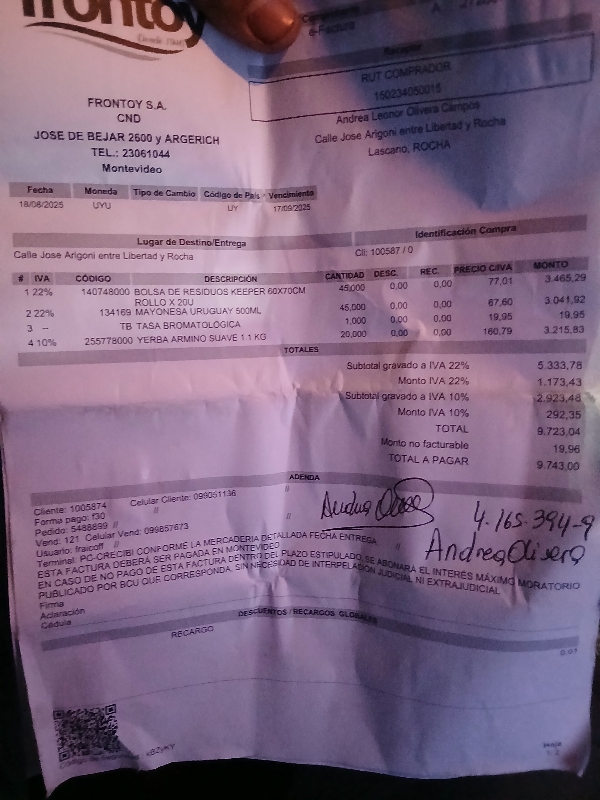 frontoy
Desde 1940
e-Factura
A
Receptor
RUT COMPRADOR
150234050015
Andrea Leonor Olivera Campos
Calle José Arigoni entre Libertad y Rocha
Lascano, ROCHA
FRONTOY S.A.
CND
JOSE DE BEJAR 2600 y ARGERICH
TEL.: 23061044
Montevideo
Fecha Moneda Tipo de Cambio Código de País Vencimiento
18/08/2025 UYU UY 17/09/2025
Lugar de Destino/Entrega Identificación Compra
Calle José Arigoni entre Libertad y Rocha Cli: 100587 / 0
# IVA CÓDIGO DESCRIPCIÓN CANTIDAD DESC. REC. PRECIO C/IVA MONTO
1 22% 140748000 BOLSA DE RESIDUOS KEEPER 60X70CM 45,000 0,00 0,00 77,01 3.465,29
ROLLO X 20U
2 22% 134169 MAYONESA URUGUAY 500ML 45,000 0,00 0,00 67,60 3.041,92
3 -- TB TASA BROMATOLOGICA 1,000 0,00 0,00 19,95 19,95
4 10% 255778000 YERBA ARMINO SUAVE 1.1 KG 20,000 0,00 0,00 160,79 3.215,83
TOTALES
Subtotal gravado a IVA 22% 5.333,78
Monto IVA 22% 1.173,43
Subtotal gravado a IVA 10% 2.923,48
Monto IVA 10% 292,35
TOTAL 9.723,04
Monto no facturable 19,96
TOTAL A PAGAR 9.743,00
ADENDA
Cliente: 1005874 Celular Cliente: 099051136 //
Forma pago: f30
Pedido: 5488899 // //
Vend: 121 Celular Vend: 099857673
Usuario: fraicoff // //
Terminal: PC-CRECIBI CONFORME LA MERCADERIA DETALLADA FECHA ENTREGA
ESTA FACTURA DEBERÁ SER PAGADA EN MONTEVIDEO
EN CASO DE NO PAGO DE ESTA FACTURA DENTRO DEL PLAZO ESTIPULADO, SE ABONARÁ EL INTERÉS MÁXIMO MORATORIO
PUBLICADO POR BCU QUE CORRESPONDA, SIN NECESIDAD DE INTERPELACION JUDICIAL NI EXTRAJUDICIAL
Firma
Aclaración
Cédula
4.165.394-9
Andrea Olivera
DESCUENTOS / RECARGOS GLOBALES
RECARGO 0.01